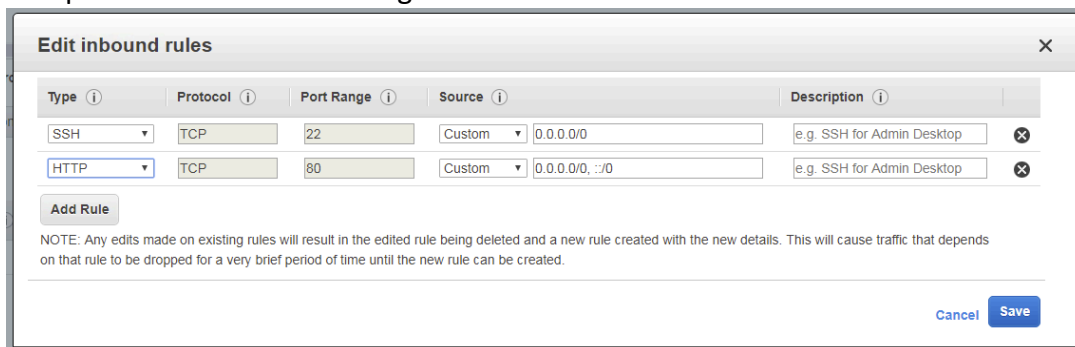 Edit inbound rules
Type Protocol Port Range Source Description
SSH TCP 22 Custom 0.0.0.0/0 e.g. SSH for Admin Desktop
HTTP TCP 80 Custom 0.0.0.0/0, ::/0 e.g. SSH for Admin Desktop
Add Rule
NOTE: Any edits made on existing rules will result in the edited rule being deleted and a new rule created with the new details. This will cause traffic that depends
on that rule to be dropped for a very brief period of time until the new rule can be created.
Cancel Save